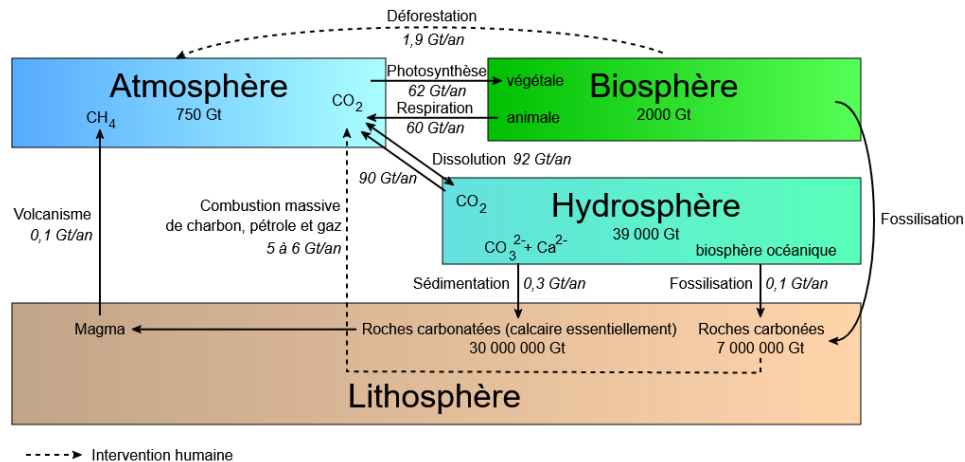 Déforestation
1,9 Gt/an
Atmosphère
750 Gt
CO2
CH4
Photosynthèse
62 Gt/an
Respiration
60 Gt/an
végétale
animale
Biosphère
2000 Gt
Dissolution 92 Gt/an
90 Gt/an
Volcanisme
0,1 Gt/an
Combustion massive
de charbon, pétrole et gaz
5 à 6 Gt/an
CO2
Hydrosphère
39 000 Gt
CO3 2- + Ca2-
biosphère océanique
Fossilisation
Sédimentation
0,3 Gt/an
Fossilisation
0,1 Gt/an
Magma
Roches carbonatées (calcaire essentiellement)
30 000 000 Gt
Roches carbonées
7 000 000 Gt
Lithosphère
Intervention humaine